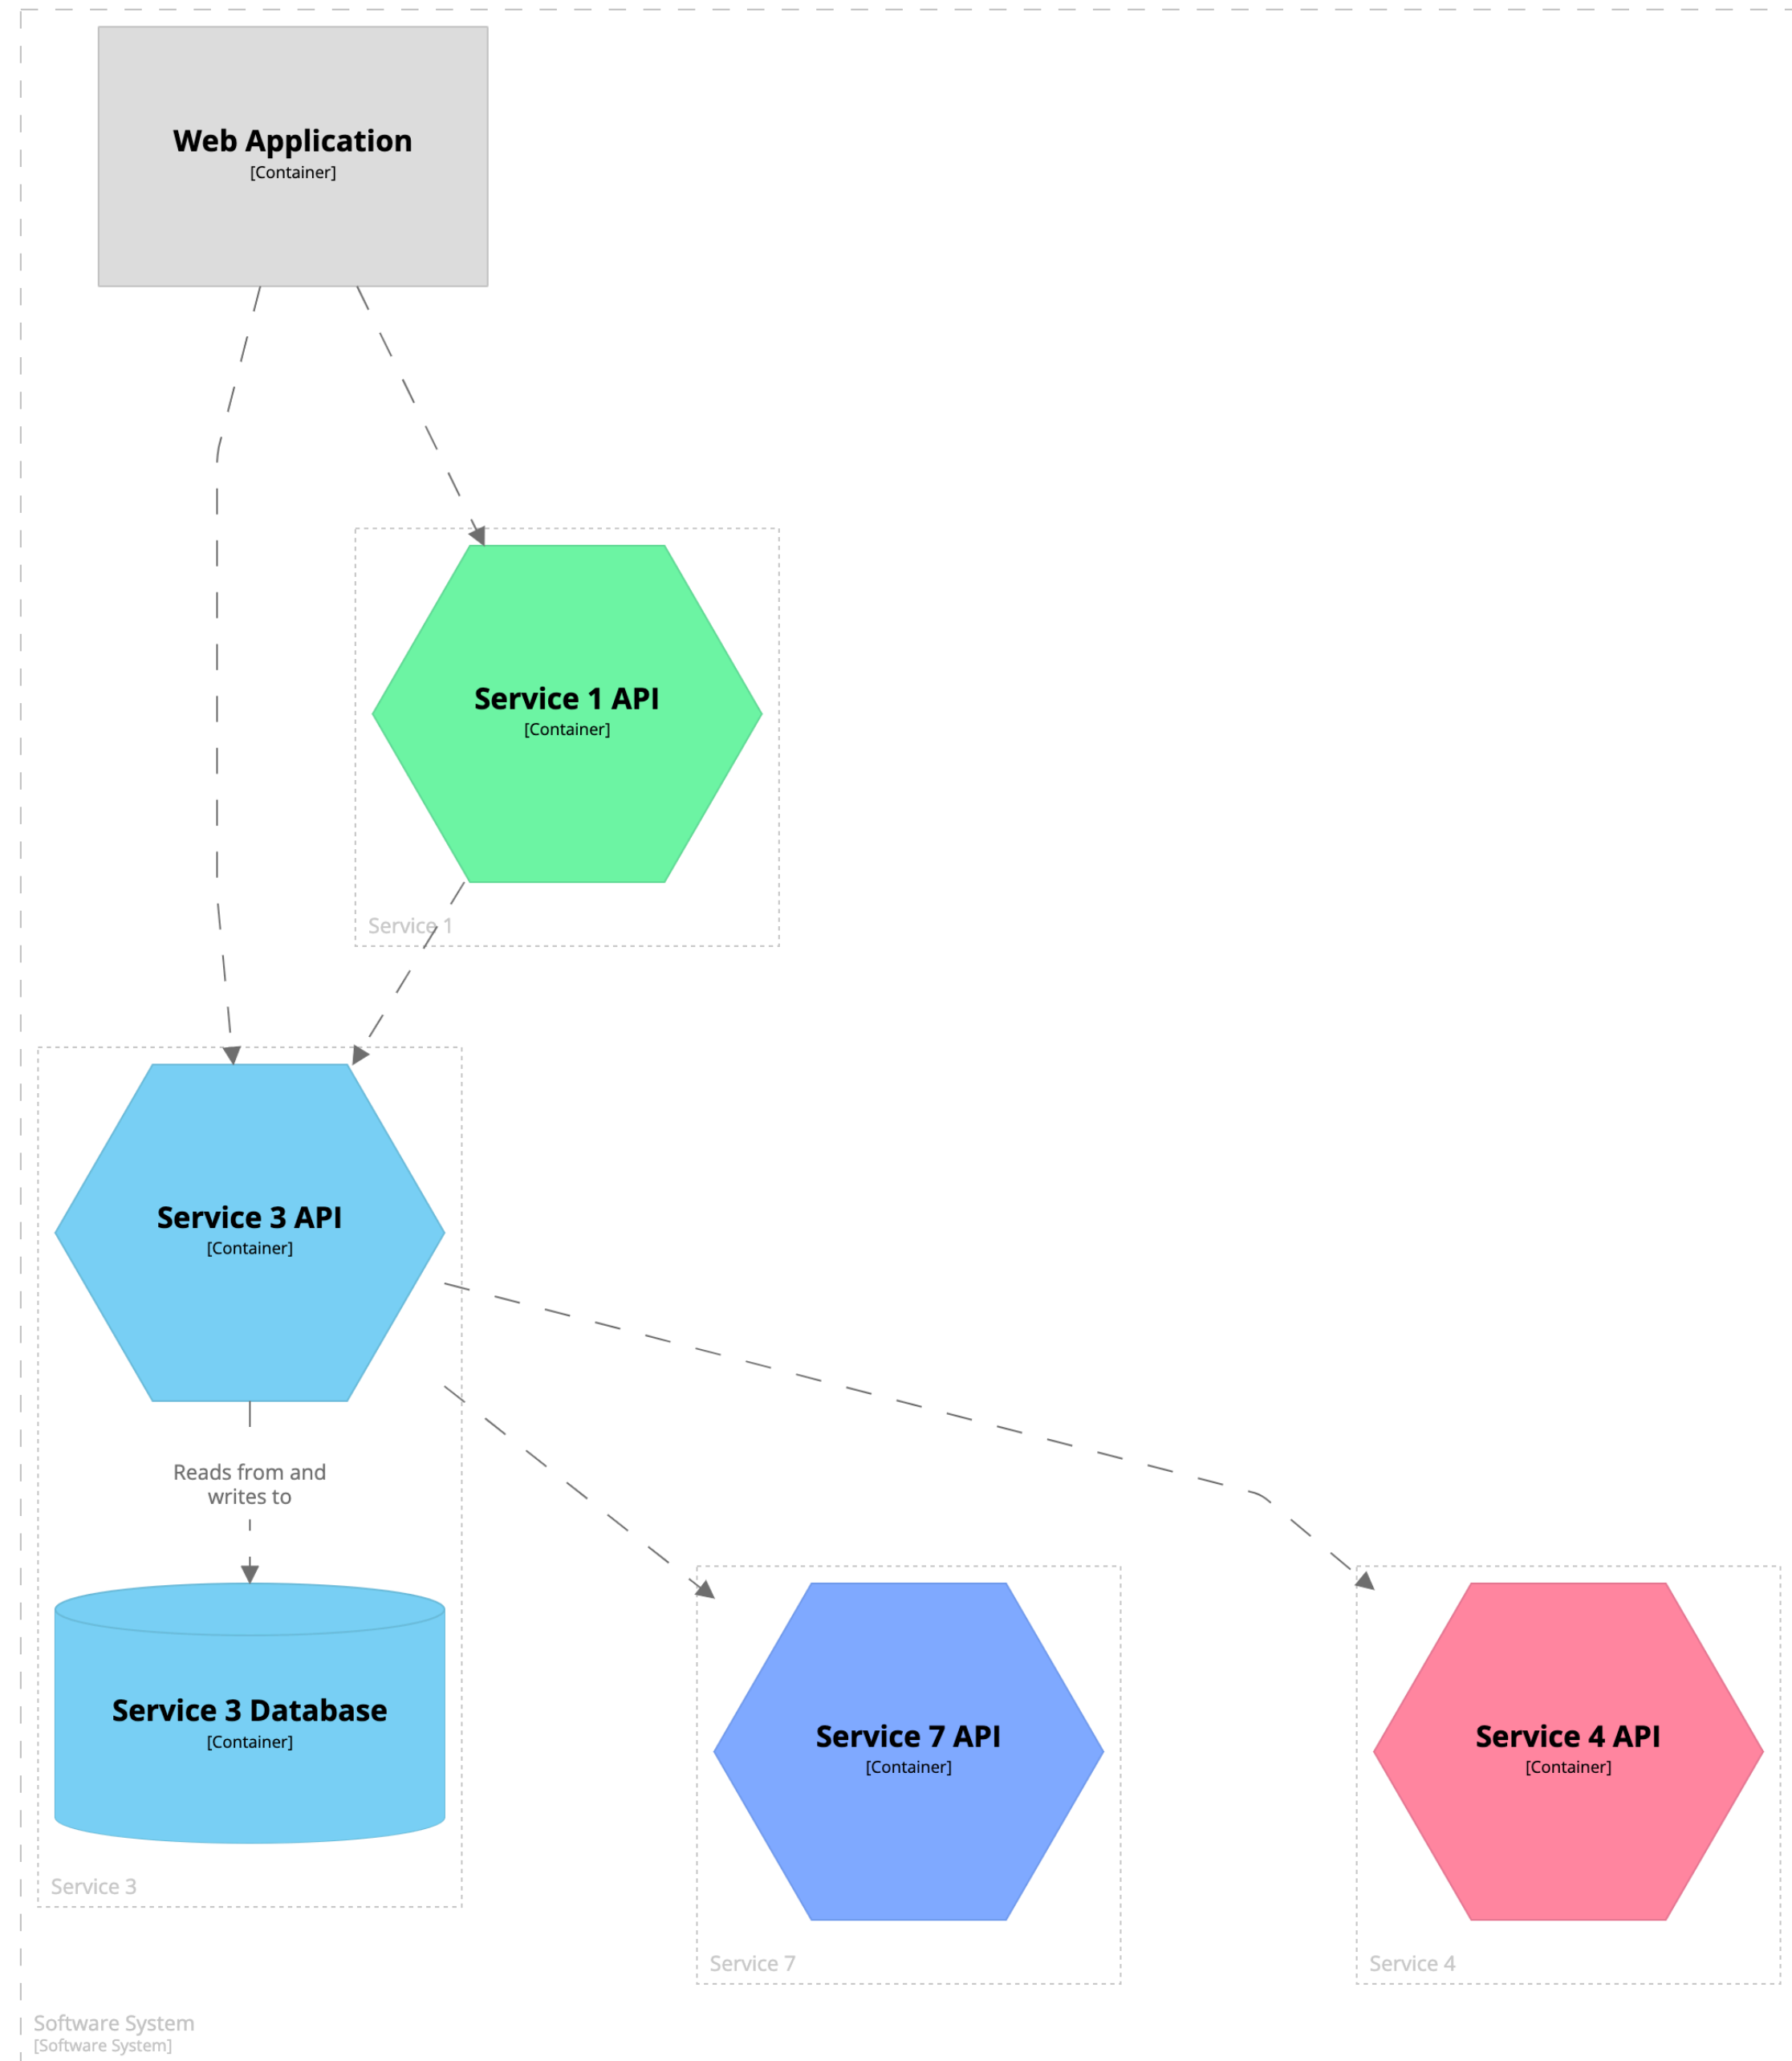 Web Application
[Container]
Service 1 API
[Container]
Service 1
Service 3 API
[Container]
Reads from and
writes to
Service 3 Database
[Container]
Service 3
Service 7 API
[Container]
Service 7
Service 4 API
[Container]
Service 4
Software System
[Software System]